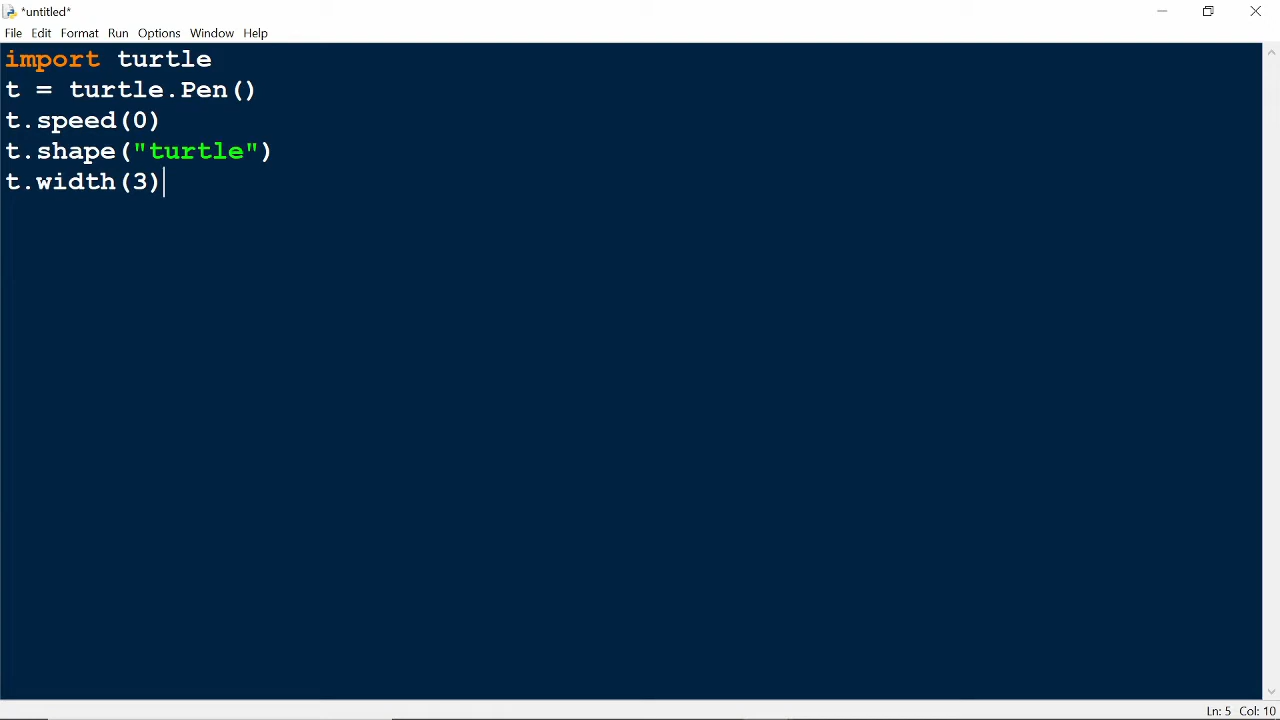 *untitled*
File Edit Format Run Options Window Help
import turtle
t = turtle.Pen()
t.speed(0)
t.shape("turtle")
t.width(3)
Ln: 5 Col: 10